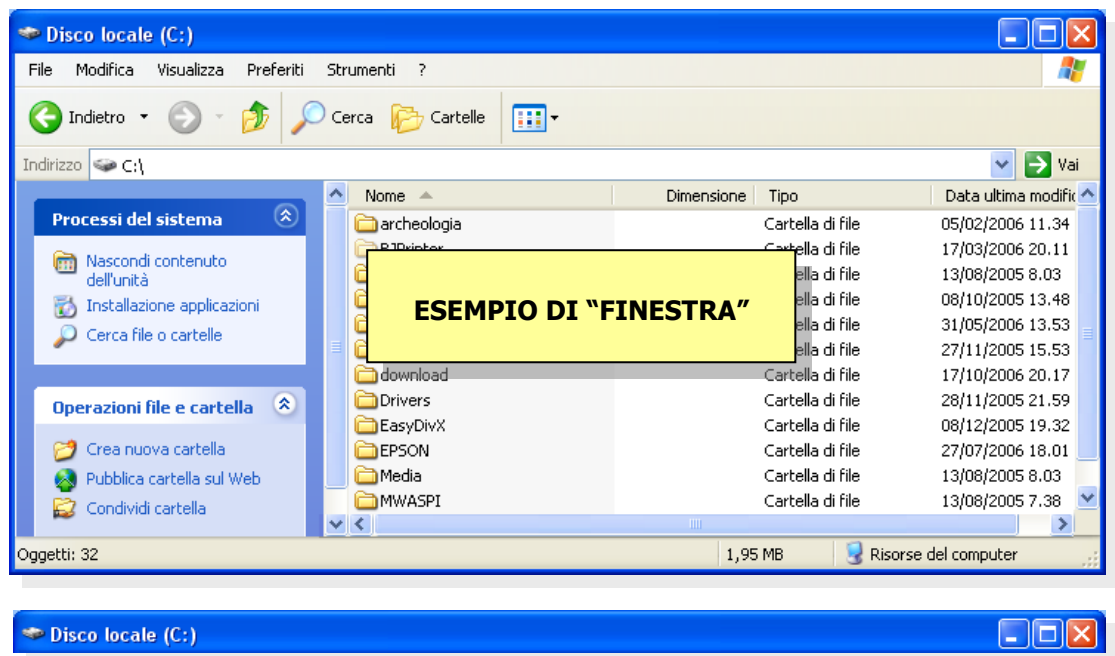 Disco locale (C:)
File Modifica Visualizza Preferiti Strumenti ?
Indietro Cerca Cartelle
Indirizzo C:\ Vai
Processi del sistema
Nascondi contenuto
dell'unità
Installazione applicazioni
Cerca file o cartelle
Operazioni file e cartella
Crea nuova cartella
Pubblica cartella sul Web
Condividi cartella
Nome Dimensione Tipo Data ultima modific
archeologia Cartella di file 05/02/2006 11.34
BJPrinter Cartella di file 17/03/2006 20.11
ella di file 13/08/2005 8.03
ella di file 08/10/2005 13.48
ella di file 31/05/2006 13.53
ella di file 27/11/2005 15.53
ESEMPIO DI “FINESTRA”
download Cartella di file 17/10/2006 20.17
Drivers Cartella di file 28/11/2005 21.59
EasyDivX Cartella di file 08/12/2005 19.32
EPSON Cartella di file 27/07/2006 18.01
Media Cartella di file 13/08/2005 8.03
MWASPI Cartella di file 13/08/2005 7.38
Oggetti: 32 1,95 MB Risorse del computer
Disco locale (C:)